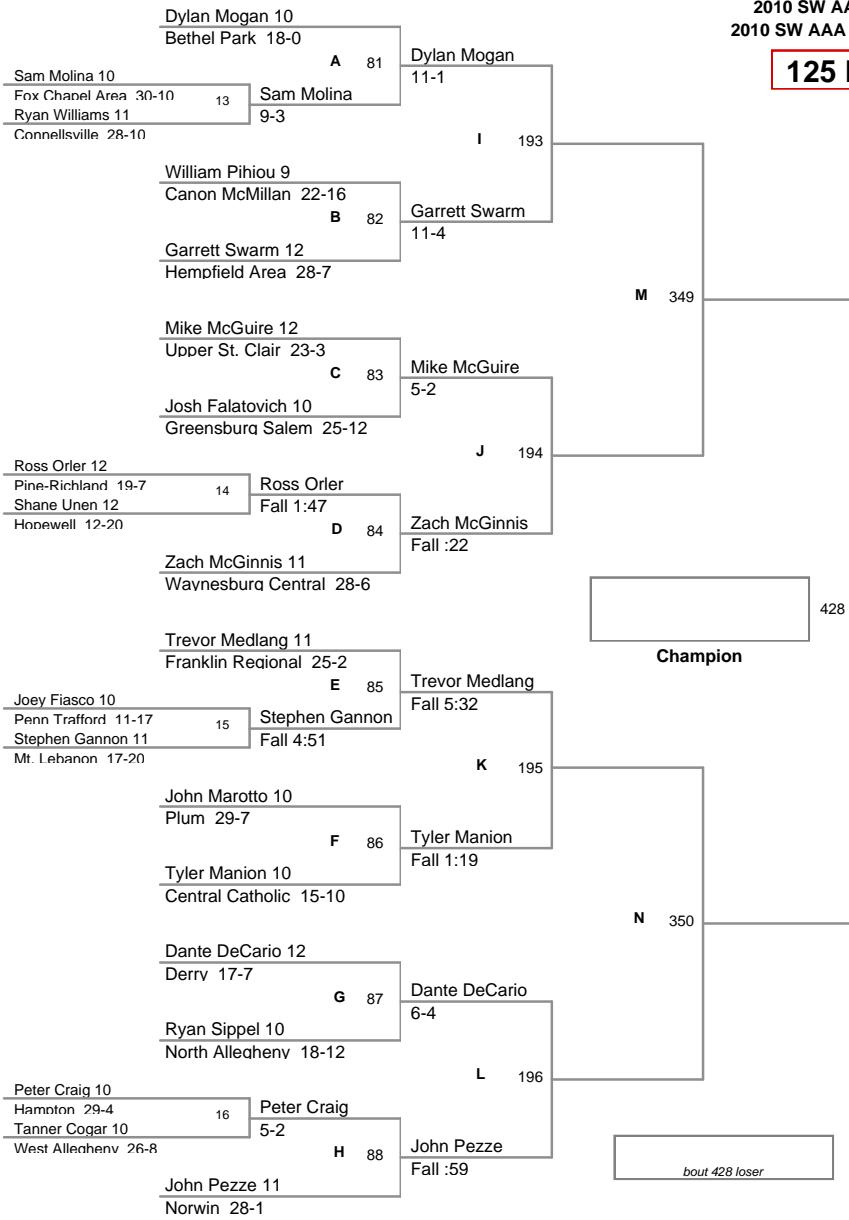 2010 SW AA
2010 SW AAA
125
Dylan Mogan 10
Bethel Park 18-0
A 81
Dylan Mogan
11-1
Sam Molina 10
Fox Chapel Area 30-10
13
Sam Molina
9-3
Ryan Williams 11
Connellsville 28-10
I 193
William Pihiou 9
Canon McMillan 22-16
B 82
Garrett Swarm
11-4
Garrett Swarm 12
Hempfield Area 28-7
M 349
Mike McGuire 12
Upper St. Clair 23-3
C 83
Mike McGuire
5-2
Josh Falatovich 10
Greensburg Salem 25-12
J 194
Ross Orler 12
Pine-Richland 19-7
14
Ross Orler
Fall 1:47
Shane Unen 12
Hopewell 12-20
D 84
Zach McGinnis
Fall :22
Zach McGinnis 11
Waynesburg Central 28-6
428
Champion
Trevor Medlang 11
Franklin Regional 25-2
E 85
Trevor Medlang
Fall 5:32
Joey Fiasco 10
Penn Trafford 11-17
15
Stephen Gannon
Fall 4:51
Stephen Gannon 11
Mt. Lebanon 17-20
K 195
John Marotto 10
Plum 29-7
F 86
Tyler Manion
Fall 1:19
Tyler Manion 10
Central Catholic 15-10
N 350
Dante DeCario 12
Derry 17-7
G 87
Dante DeCario
6-4
Ryan Sippel 10
North Allegheny 18-12
L 196
Peter Craig 10
Hampton 29-4
16
Peter Craig
5-2
Tanner Cogar 10
West Allegheny 26-8
H 88
John Pezze
Fall :59
John Pezze 11
Norwin 28-1
bout 428 loser